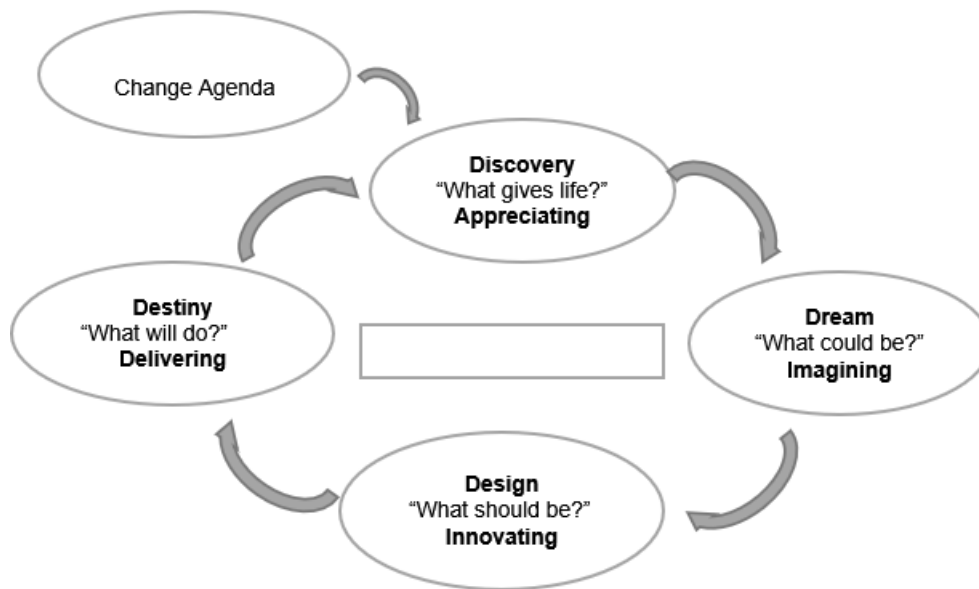 Change Agenda
Discovery
“What gives life?”
Appreciating
Destiny
“What will do?”
Delivering
Dream
“What could be?”
Imagining
Design
“What should be?”
Innovating